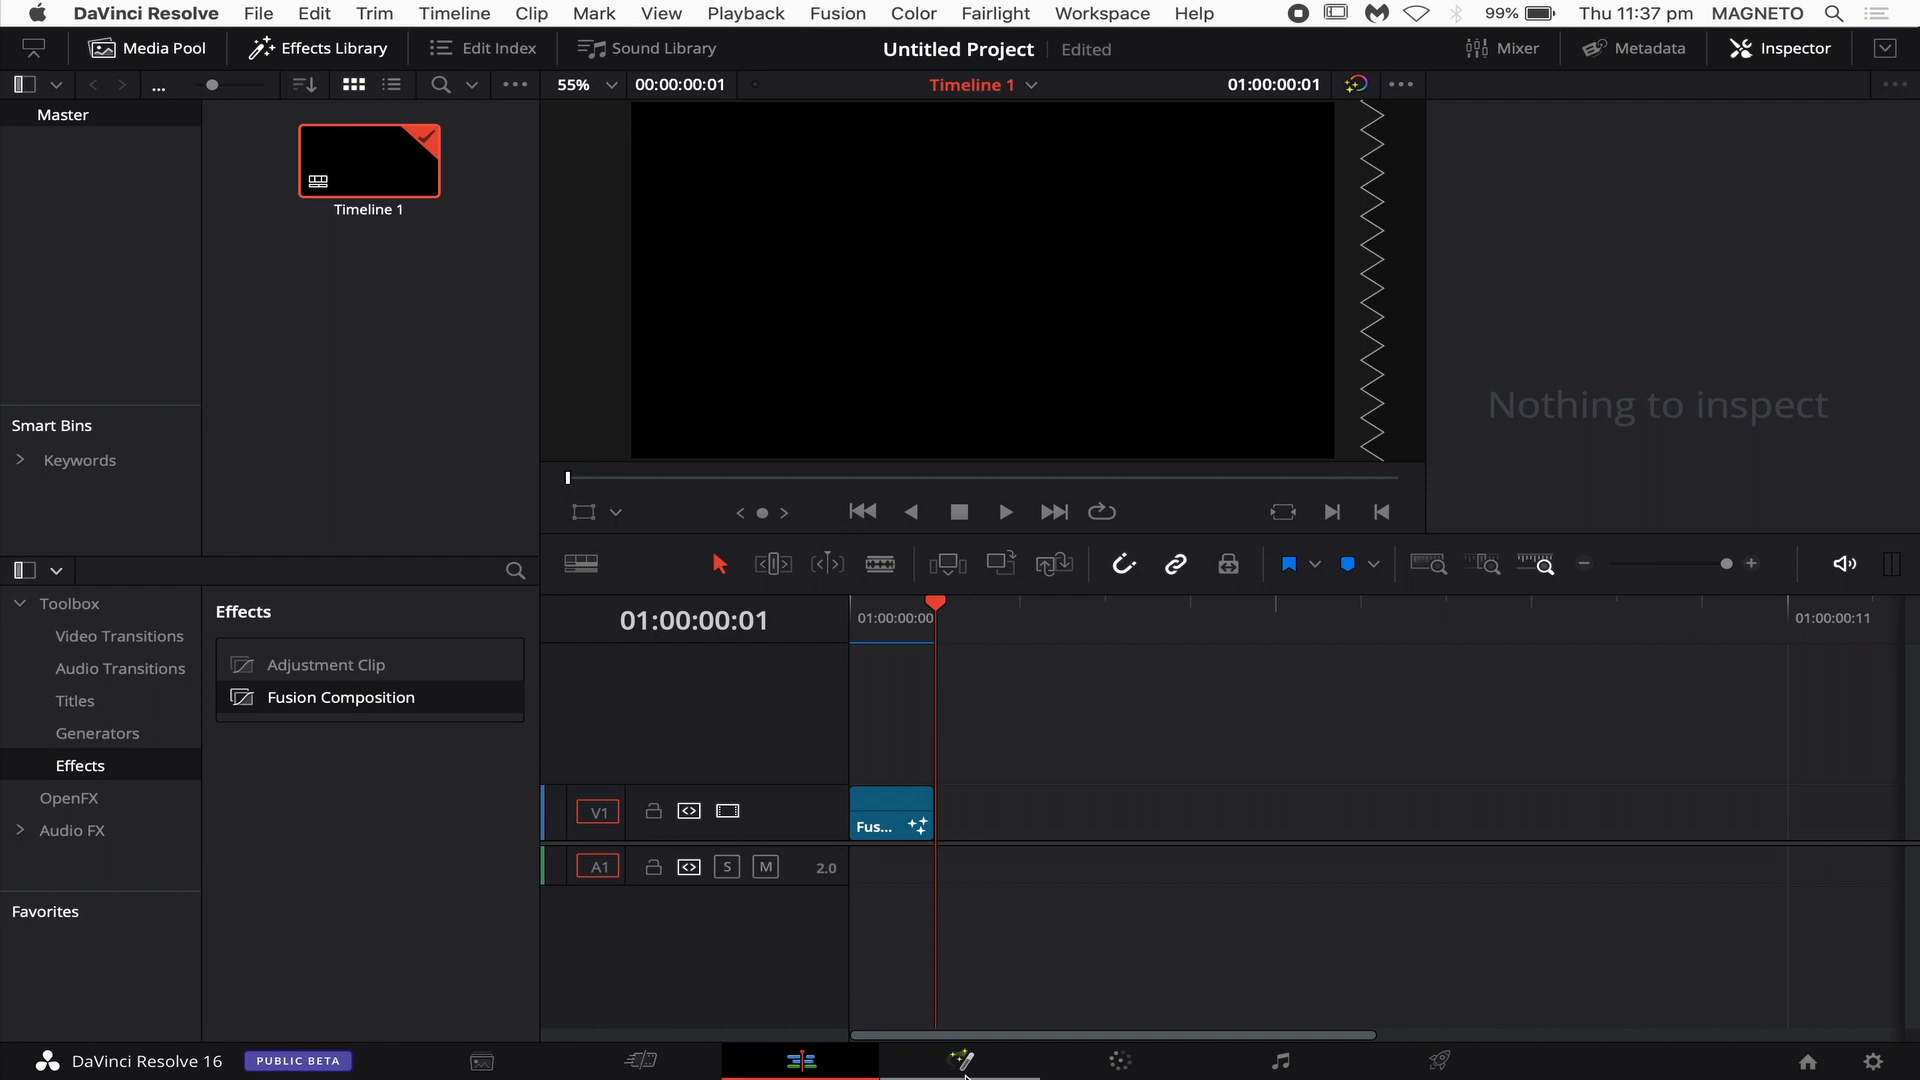 DaVinci Resolve File Edit Trim Timeline Clip Mark View Playback Fusion Color Fairlight Workspace Help 99% Thu 11:37 pm MAGNETO
Media Pool Effects Library Edit Index Sound Library Untitled Project Edited Mixer Metadata Inspector
... 55% 00:00:00:01 Timeline 1 01:00:00:01
Master
Timeline 1
Nothing to inspect
Smart Bins
Keywords
Toolbox
Video Transitions
Audio Transitions
Titles
Generators
Effects
OpenFX
Audio FX
Favorites
Effects
Adjustment Clip
Fusion Composition
01:00:00:01 01:00:00:00 01:00:00:11
V1 Fus...
A1 S M 2.0
DaVinci Resolve 16 PUBLIC BETA